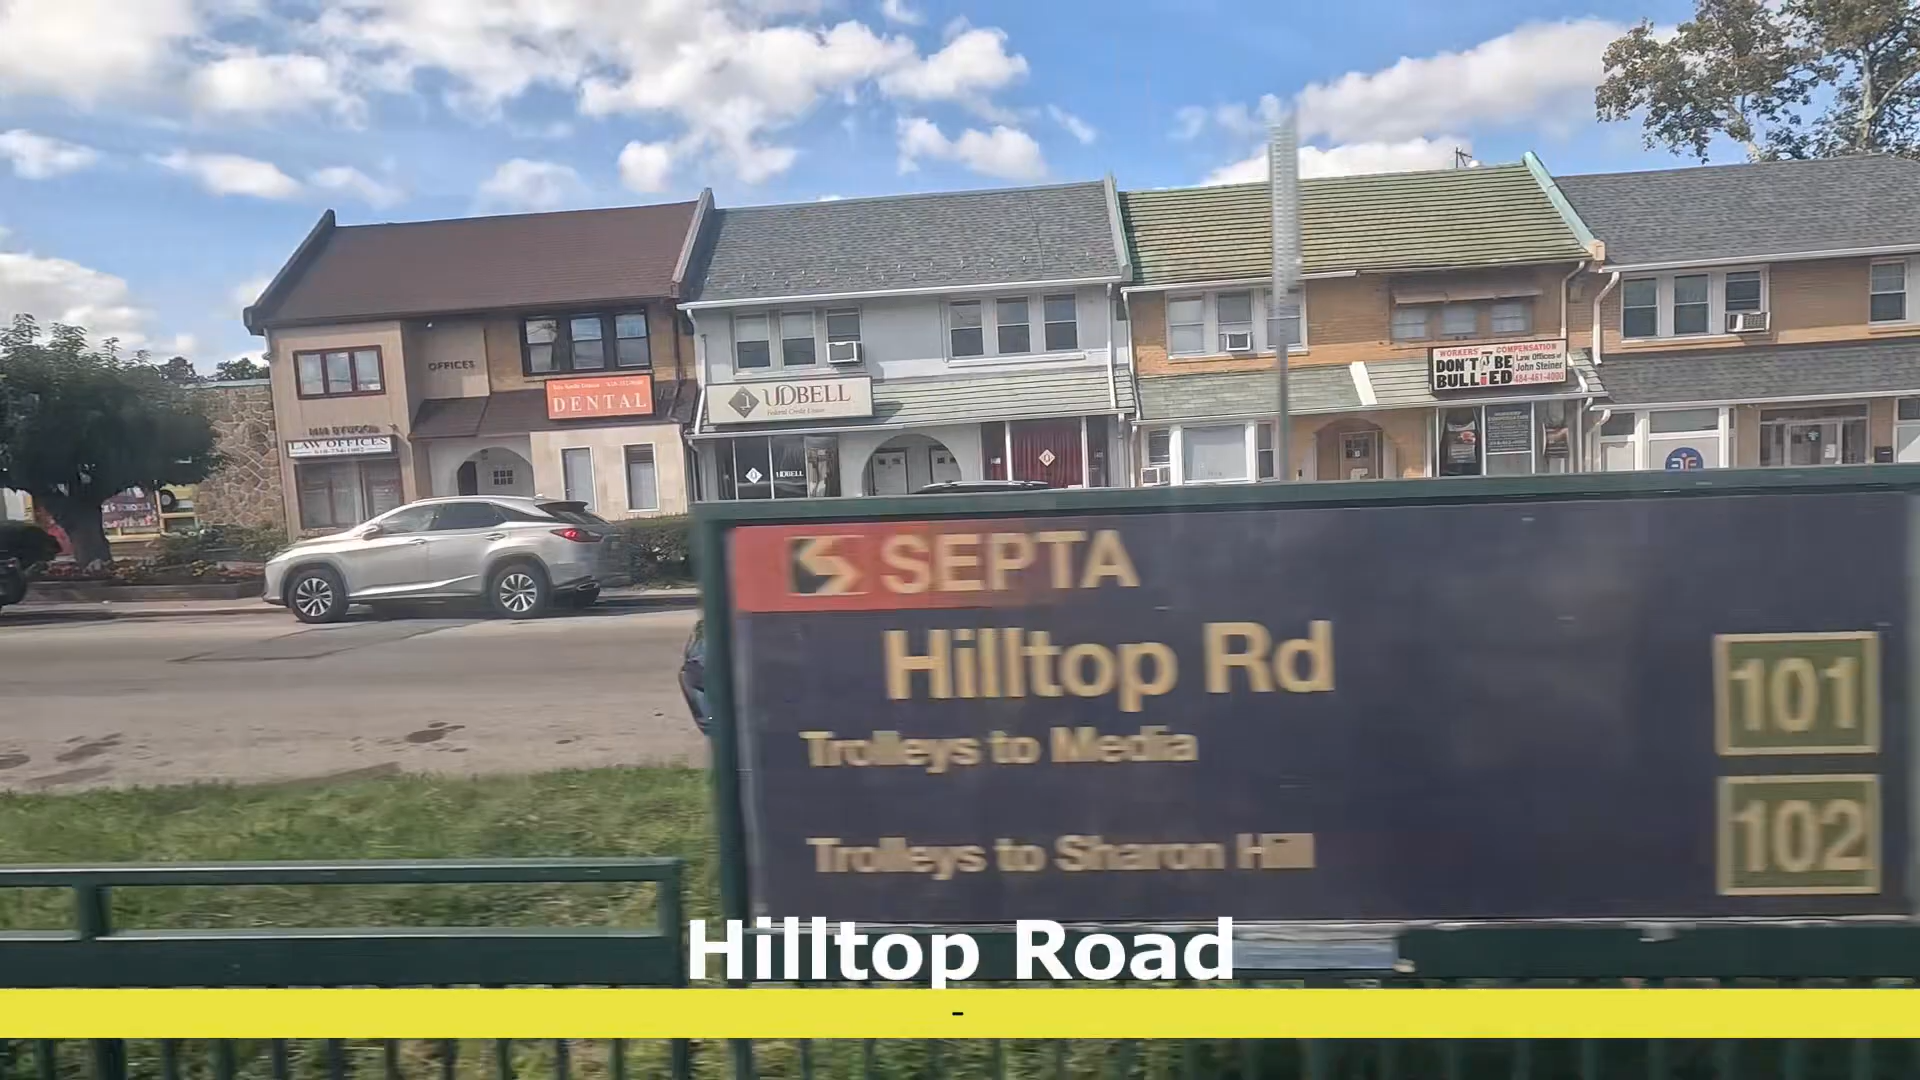 OFFICES
DENTAL
LAW OFFICES
UDBELL
Federal Credit Union
UDBELL
WORKERS' COMPENSATION
DON'T BE
BULLIED
Law Offices of
John Steiner
484-461-4000
SEPTA
Hilltop Rd
Trolleys to Media
101
Trolleys to Sharon Hill
102
Hilltop Road
-